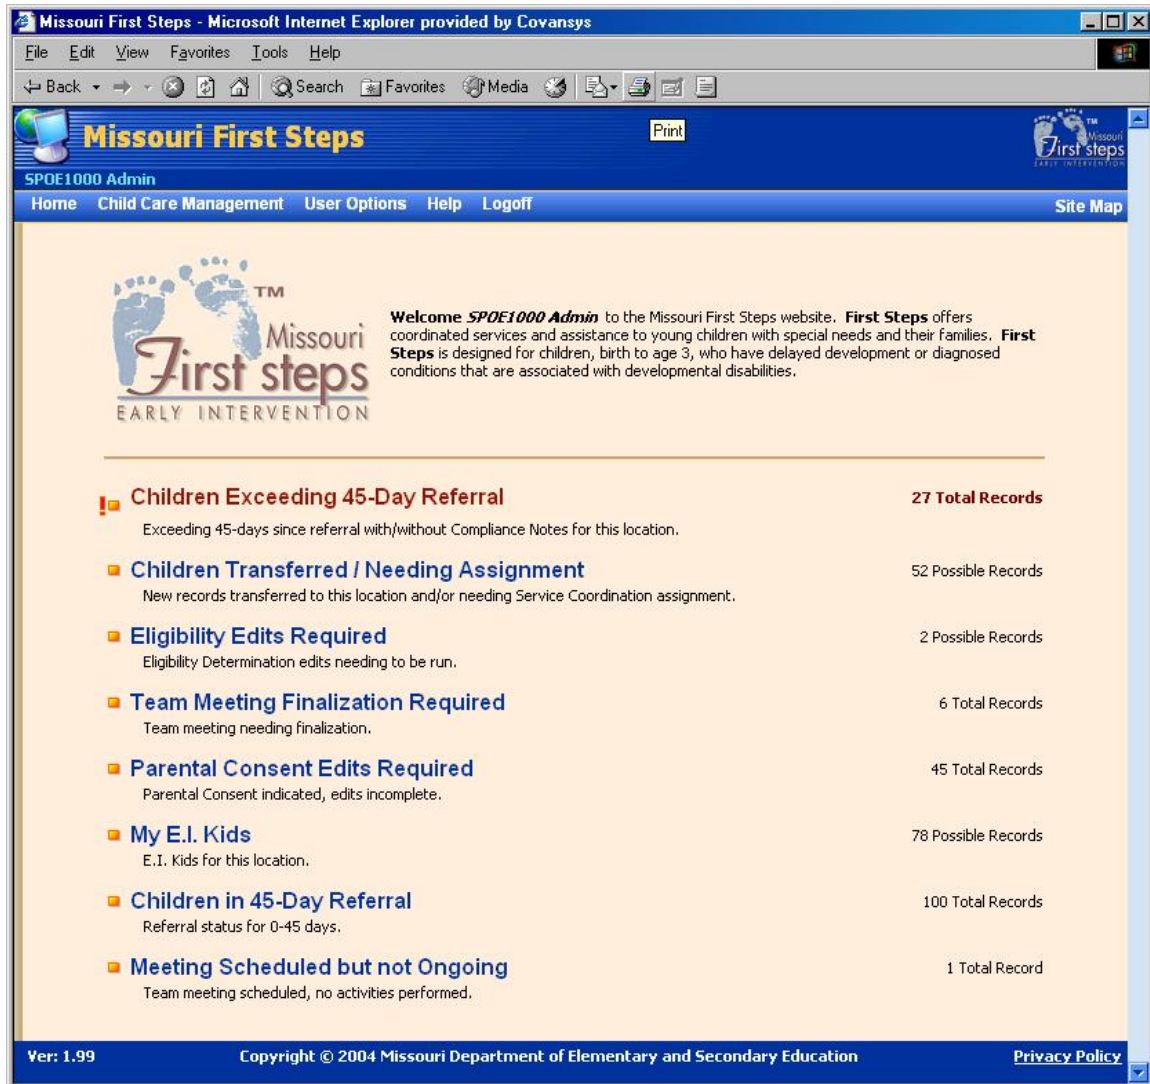 Missouri First Steps - Microsoft Internet Explorer provided by Covansys
File Edit View Favorites Tools Help
Back Search Favorites Media
Missouri First Steps
Print
TM
Missouri
First steps
EARLY INTERVENTION
SPOE1000 Admin
Home Child Care Management User Options Help Logoff Site Map
TM
Missouri
First steps
EARLY INTERVENTION
Welcome SPOE1000 Admin to the Missouri First Steps website. First Steps offers
coordinated services and assistance to young children with special needs and their families. First
Steps is designed for children, birth to age 3, who have delayed development or diagnosed
conditions that are associated with developmental disabilities.
! Children Exceeding 45-Day Referral 27 Total Records
Exceeding 45-days since referral with/without Compliance Notes for this location.
Children Transferred / Needing Assignment 52 Possible Records
New records transferred to this location and/or needing Service Coordination assignment.
Eligibility Edits Required 2 Possible Records
Eligibility Determination edits needing to be run.
Team Meeting Finalization Required 6 Total Records
Team meeting needing finalization.
Parental Consent Edits Required 45 Total Records
Parental Consent indicated, edits incomplete.
My E.I. Kids 78 Possible Records
E.I. Kids for this location.
Children in 45-Day Referral 100 Total Records
Referral status for 0-45 days.
Meeting Scheduled but not Ongoing 1 Total Record
Team meeting scheduled, no activities performed.
Ver: 1.99 Copyright © 2004 Missouri Department of Elementary and Secondary Education Privacy Policy